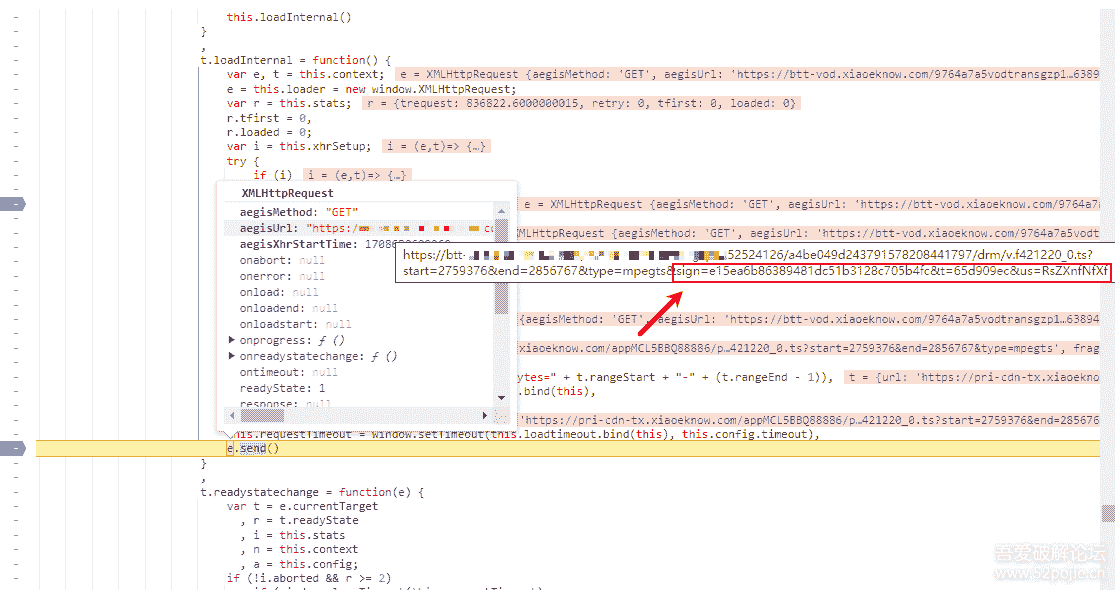 this.loadInternal()
}
,
t.loadInternal = function() {
var e, t = this.context; e = XMLHttpRequest {aegisMethod: 'GET', aegisUrl: 'https://btt-vod.xiaoeknow.com/9764a7a5vodtransgzp1…63894
e = this.loader = new window.XMLHttpRequest;
var r = this.stats; r = {trequest: 836822.6000000015, retry: 0, tfirst: 0, loaded: 0}
r.tfirst = 0,
r.loaded = 0;
var i = this.xhrSetup; i = (e,t)=> {…}
try {
if (i) i = (e,t)=> {…}
XMLHttpRequest
aegisMethod: "GET"
e = XMLHttpRequest {aegisMethod: 'GET', aegisUrl: 'https://btt-vod.xiaoeknow.com/9764a7a
aegisUrl: "https:/
MLHttpRequest {aegisMethod: 'GET', aegisUrl: 'https://btt-vod.xiaoeknow.com/9764a7a5vodt
aegisXhrStartTime:
https://btt-
52524126/a4be049d243791578208441797/drm/v.f421220_0.ts?
start=2759376&end=2856767&type=mpegts&sign=e15ea6b86389481dc51b3128c705b4fc&t=65d909ec&us=RsZXnfNfXf
onabort: null
onerror: null
onload: null
onloadend: null
onloadstart: null
{aegisMethod: 'GET', aegisUrl: 'https://btt-vod.xiaoeknow.com/9764a7a5vodtransgzp1…63894
onprogress: ƒ ()
xiaoeknow.com/appMCL5BBQ88886/p…421220_0.ts?start=2759376&end=2856767&type=mpegts', frag
onreadystatechange: ƒ ()
ontimeout: null
ytes=" + t.rangeStart + "-" + (t.rangeEnd - 1)), t = {url: 'https://pri-cdn-tx.xiaoekno
readyState: 1
.bind(this),
response: null
'https://pri-cdn-tx.xiaoeknow.com/appMCL5BBQ88886/p…421220_0.ts?start=2759376&end=2856767
this.requestTimeout = window.setTimeout(this.loadtimeout.bind(this), this.config.timeout),
e.send()
}
,
t.readystatechange = function(e) {
var t = e.currentTarget
, r = t.readyState
, i = this.stats
, n = this.context
, a = this.config;
if (!i.aborted && r >= 2)
吾爱破解论坛
www.52pojie.cn